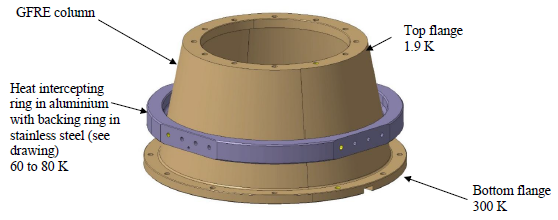 GFRE column
Top flange
1.9 K
Heat intercepting
ring in aluminium
with backing ring in
stainless steel (see
drawing)
60 to 80 K
Bottom flange
300 K